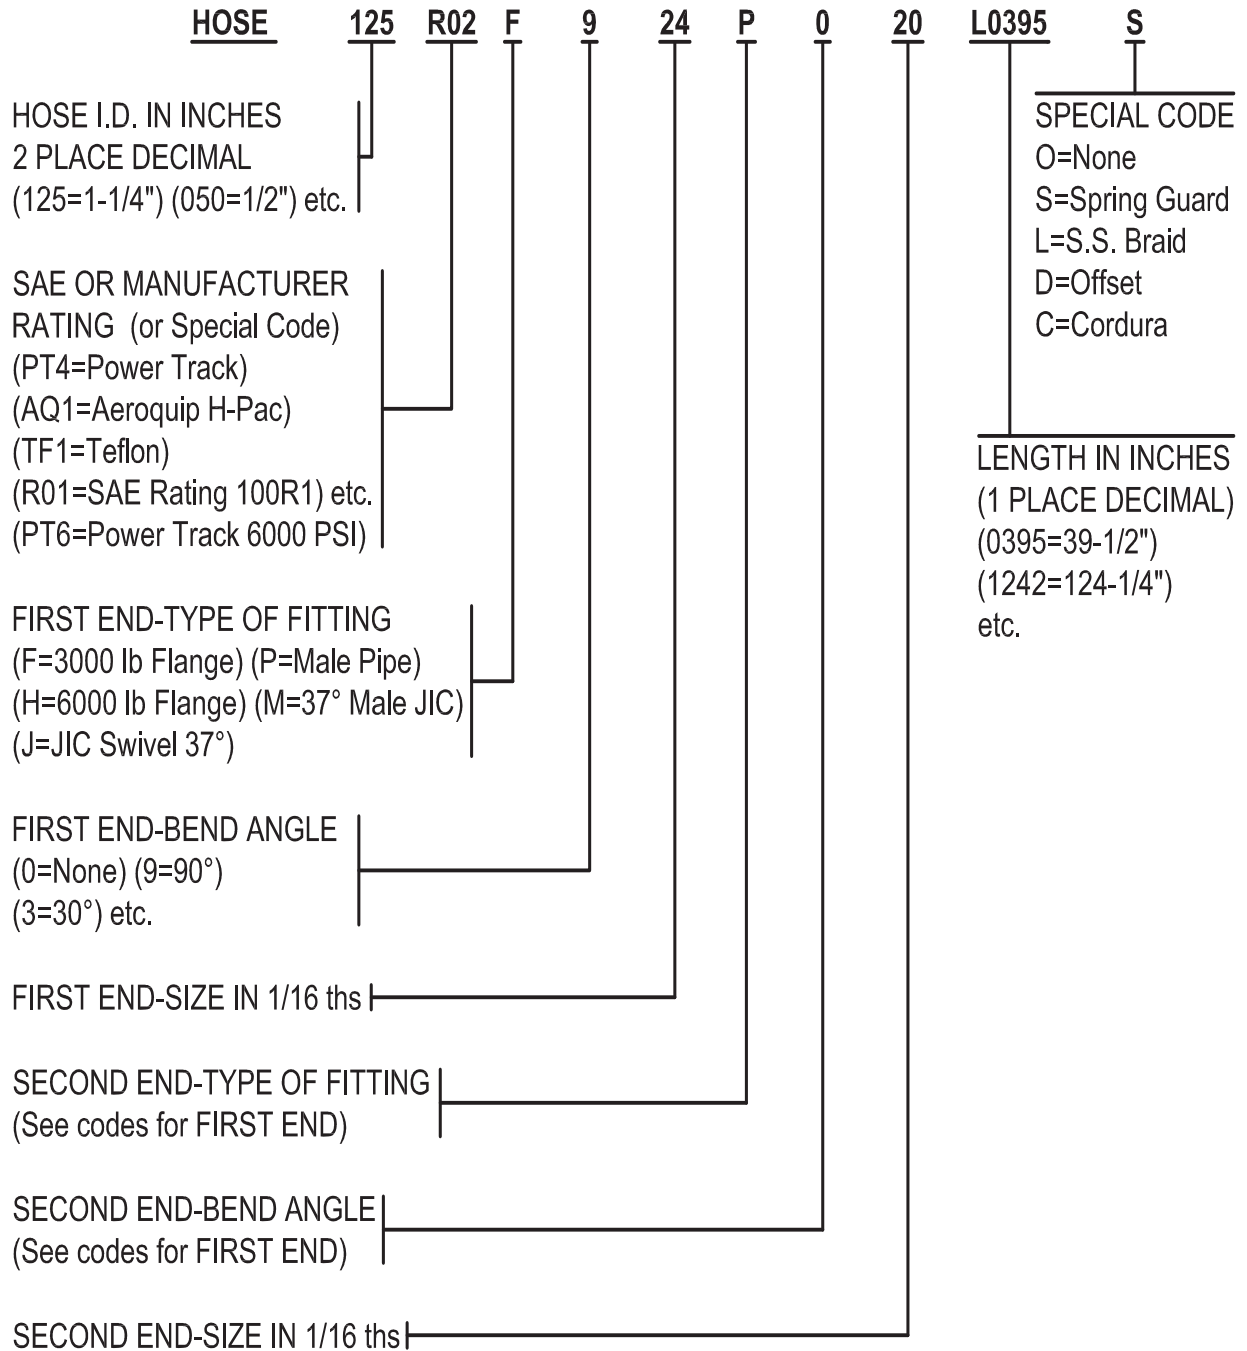 HOSE 125 R02 F 9 24 P 0 20 L0395 S
HOSE I.D. IN INCHES
2 PLACE DECIMAL
(125=1-1/4") (050=1/2") etc.
SAE OR MANUFACTURER
RATING (or Special Code)
(PT4=Power Track)
(AQ1=Aeroquip H-Pac)
(TF1=Teflon)
(R01=SAE Rating 100R1) etc.
(PT6=Power Track 6000 PSI)
FIRST END-TYPE OF FITTING
(F=3000 lb Flange) (P=Male Pipe)
(H=6000 lb Flange) (M=37° Male JIC)
(J=JIC Swivel 37°)
FIRST END-BEND ANGLE
(0=None) (9=90°)
(3=30°) etc.
FIRST END-SIZE IN 1/16 ths
SECOND END-TYPE OF FITTING
(See codes for FIRST END)
SECOND END-BEND ANGLE
(See codes for FIRST END)
SECOND END-SIZE IN 1/16 ths
SPECIAL CODE
O=None
S=Spring Guard
L=S.S. Braid
D=Offset
C=Cordura
LENGTH IN INCHES
(1 PLACE DECIMAL)
(0395=39-1/2")
(1242=124-1/4")
etc.